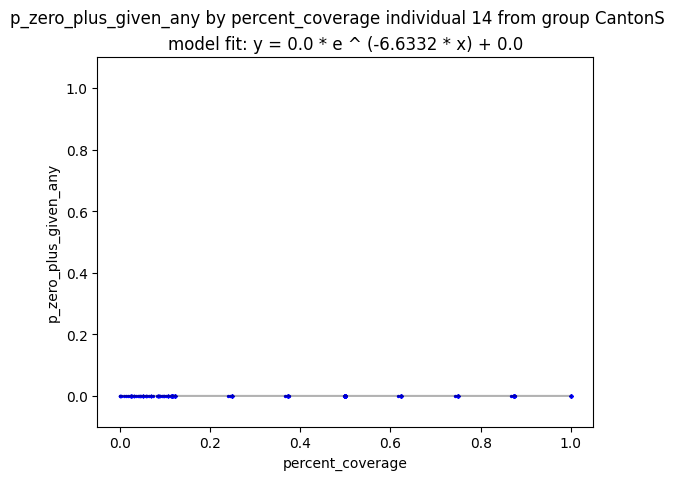 p_zero_plus_given_any by percent_coverage individual 14 from group CantonS
model fit: y = 0.0 * e ^ (-6.6332 * x) + 0.0
1.0
0.8
0.6
0.4
0.2
0.0
p_zero_plus_given_any
0.0 0.2 0.4 0.6 0.8 1.0
percent_coverage